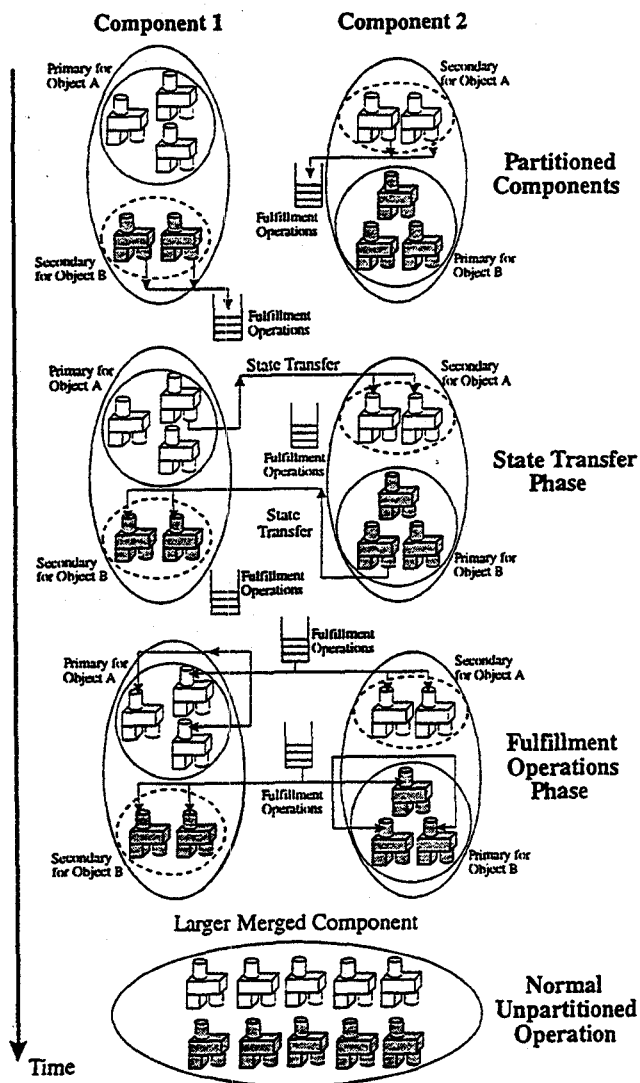 Component 1
Component 2
Primary for
Object A
Secondary
for Object A
Partitioned
Components
Fulfillment
Operations
Secondary
for Object B
Primary for
Object B
Fulfillment
Operations
Primary for
Object A
State Transfer
Secondary
for Object A
Fulfillment
Operations
State Transfer
Phase
State
Transfer
Secondary
for Object B
Primary for
Object B
Fulfillment
Operations
Fulfillment
Operations
Primary for
Object A
Secondary
for Object A
Fulfillment
Operations
Phase
Fulfillment
Operations
Secondary
for Object B
Primary for
Object B
Larger Merged Component
Normal
Unpartitioned
Operation
Time